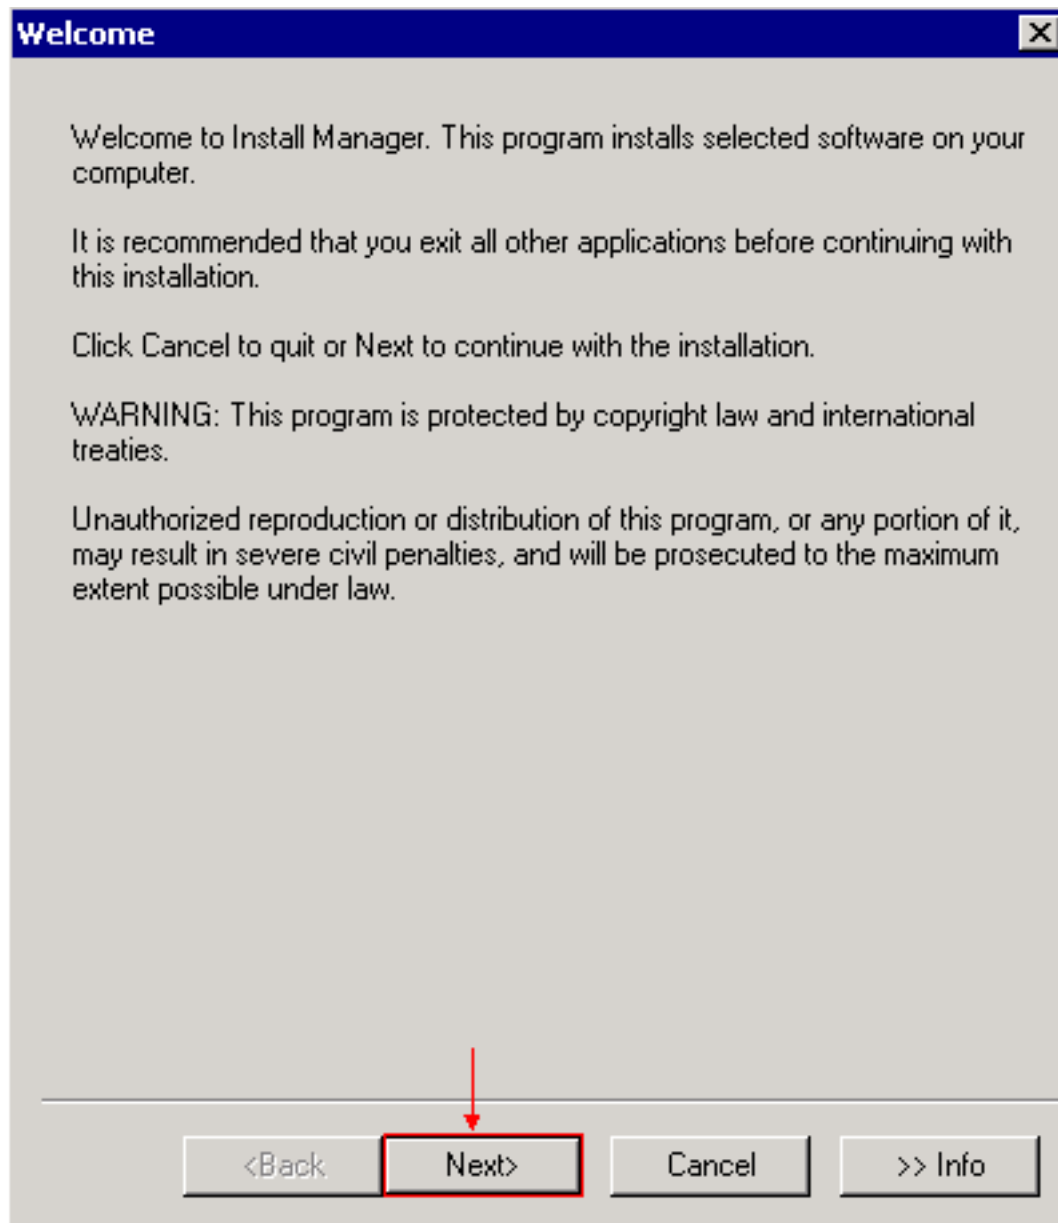 Welcome
Welcome to Install Manager. This program installs selected software on your
computer.
It is recommended that you exit all other applications before continuing with
this installation.
Click Cancel to quit or Next to continue with the installation.
WARNING: This program is protected by copyright law and international
treaties.
Unauthorized reproduction or distribution of this program, or any portion of it,
may result in severe civil penalties, and will be prosecuted to the maximum
extent possible under law.
<Back Next> Cancel >> Info